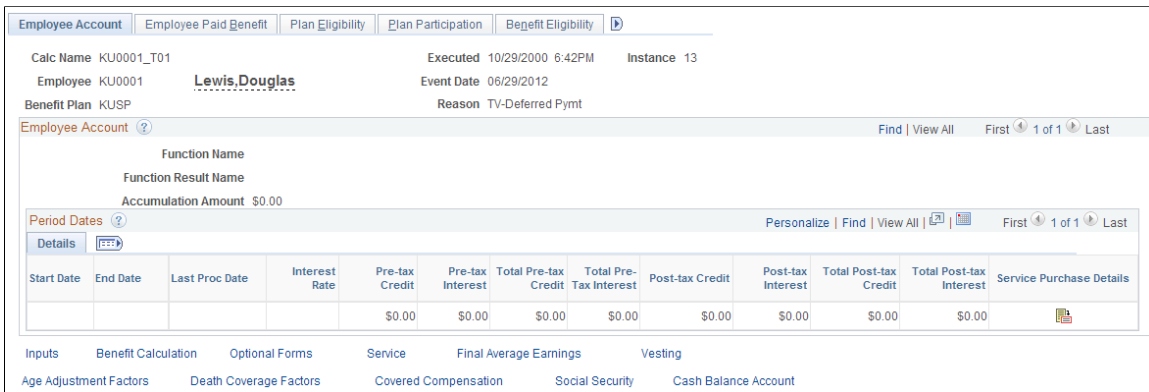 Employee Account Employee Paid Benefit Plan Eligibility Plan Participation Benefit Eligibility
Calc Name KU0001_T01 Executed 10/29/2000 6:42PM Instance 13
Employee KU0001 Lewis,Douglas Event Date 06/29/2012
Benefit Plan KUSP Reason TV-Deferred Pymt
Employee Account ? Find | View All First 1 of 1 Last
Function Name
Function Result Name
Accumulation Amount $0.00
Period Dates ? Personalize | Find | View All | | First 1 of 1 Last
Details
Start Date End Date Last Proc Date Interest Rate Pre-tax Credit Pre-tax Interest Total Pre-tax Credit Total Pre-Tax Interest Post-tax Credit Post-tax Interest Total Post-tax Credit Total Post-tax Interest Service Purchase Details
$0.00 $0.00 $0.00 $0.00 $0.00 $0.00 $0.00 $0.00
Inputs Benefit Calculation Optional Forms Service Final Average Earnings Vesting
Age Adjustment Factors Death Coverage Factors Covered Compensation Social Security Cash Balance Account